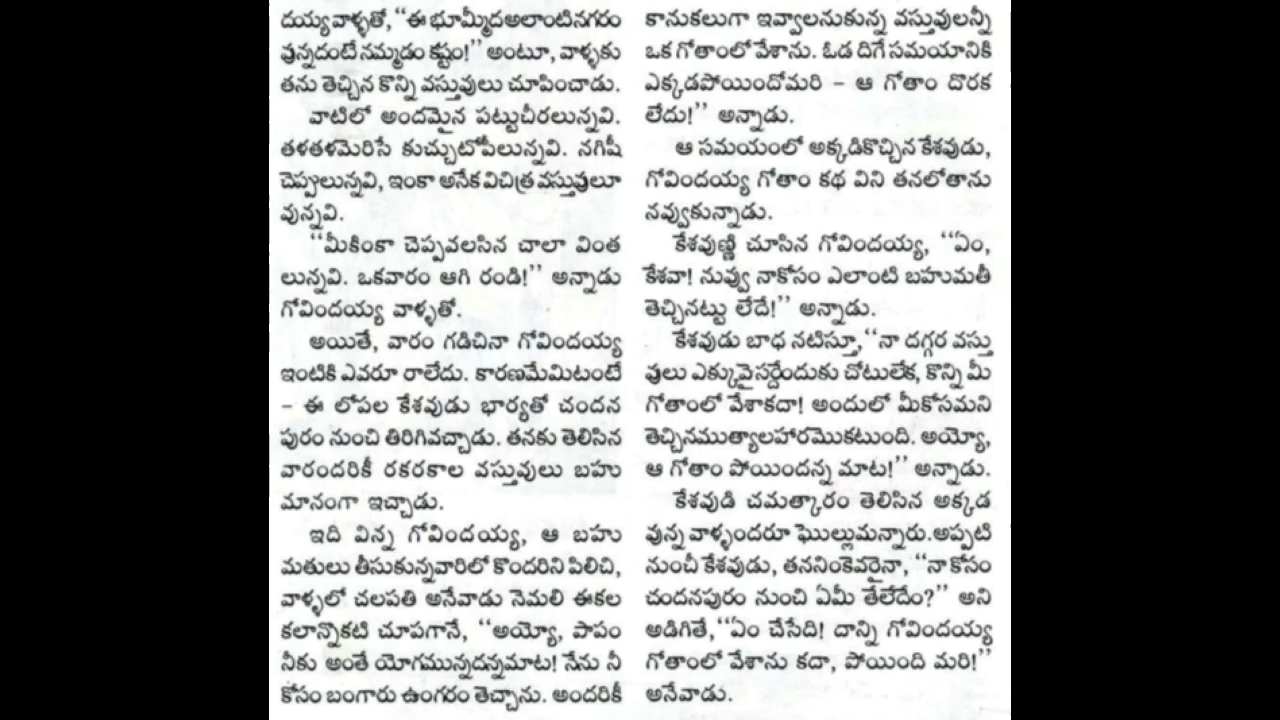 దయ్య వాళ్ళతో, "ఈ భూమ్మీద అలాంటి నగరం
వున్నదంటే నమ్మడం కష్టం!" అంటూ, వాళ్ళకు
తను తెచ్చిన కొన్ని వస్తువులు చూపించాడు.
వాటిలో అందమైన పట్టుచీరలున్నవి.
తళతళమెరిసే కుచ్చుటోపీలున్నవి. నగిషీ
చెప్పులున్నవి, ఇంకా అనేక విచిత్ర వస్తువులూ
వున్నవి.
"మీకింకా చెప్పవలసిన చాలా వింత
లున్నవి. ఒకవారం ఆగి రండి!" అన్నాడు
గోవిందయ్య వాళ్ళతో.
అయితే, వారం గడిచినా గోవిందయ్య
ఇంటికి ఎవరూ రాలేదు. కారణమేమిటంటే
– ఈ లోపల కేశవుడు భార్యతో చందన
పురం నుంచి తిరిగివచ్చాడు. తనకు తెలిసిన
వారందరికీ రకరకాల వస్తువులు బహు
మానంగా ఇచ్చాడు.
ఇది విన్న గోవిందయ్య, ఆ బహు
మతులు తీసుకున్నవారిలో కొందరిని పిలిచి,
వాళ్ళలో చలపతి అనేవాడు నెమలి ఈకల
కలాన్నొకటి చూపగానే, "అయ్యో, పాపం
నీకు అంతే యోగమున్నదన్నమాట! నేను నీ
కోసం బంగారు ఉంగరం తెచ్చాను. అందరికీ
కానుకలుగా ఇవ్వాలనుకున్న వస్తువులన్నీ
ఒక గోతాంలో వేశాను. ఓడ దిగే సమయానికి
ఎక్కడపోయిందోమరి – ఆ గోతాం దొరక
లేదు!" అన్నాడు.
ఆ సమయంలో అక్కడికొచ్చిన కేశవుడు,
గోవిందయ్య గోతాం కథ విని తనలోతాను
నవ్వుకున్నాడు.
కేశవుణ్ణి చూసిన గోవిందయ్య, "ఏం,
కేశవా! నువ్వు నాకోసం ఎలాంటి బహుమతీ
తెచ్చినట్టు లేదే!" అన్నాడు.
కేశవుడు బాధ నటిస్తూ, "నా దగ్గర వస్తు
వులు ఎక్కువైసర్దేందుకు చోటులేక, కొన్ని మీ
గోతాంలో వేశాకదా! అందులో మీకోసమని
తెచ్చినముత్యాలహారమొకటుంది. అయ్యో,
ఆ గోతాం పోయిందన్న మాట!" అన్నాడు.
కేశవుడి చమత్కారం తెలిసిన అక్కడ
వున్న వాళ్ళందరూ ఘొల్లుమన్నారు.అప్పటి
నుంచీ కేశవుడు, తననింకెవరైనా, "నా కోసం
చందనపురం నుంచి ఏమీ తేలేదేం?" అని
అడిగితే, "ఏం చేసేది! దాన్ని గోవిందయ్య
గోతాంలో వేశాను కదా, పోయింది మరి!"
అనేవాడు.